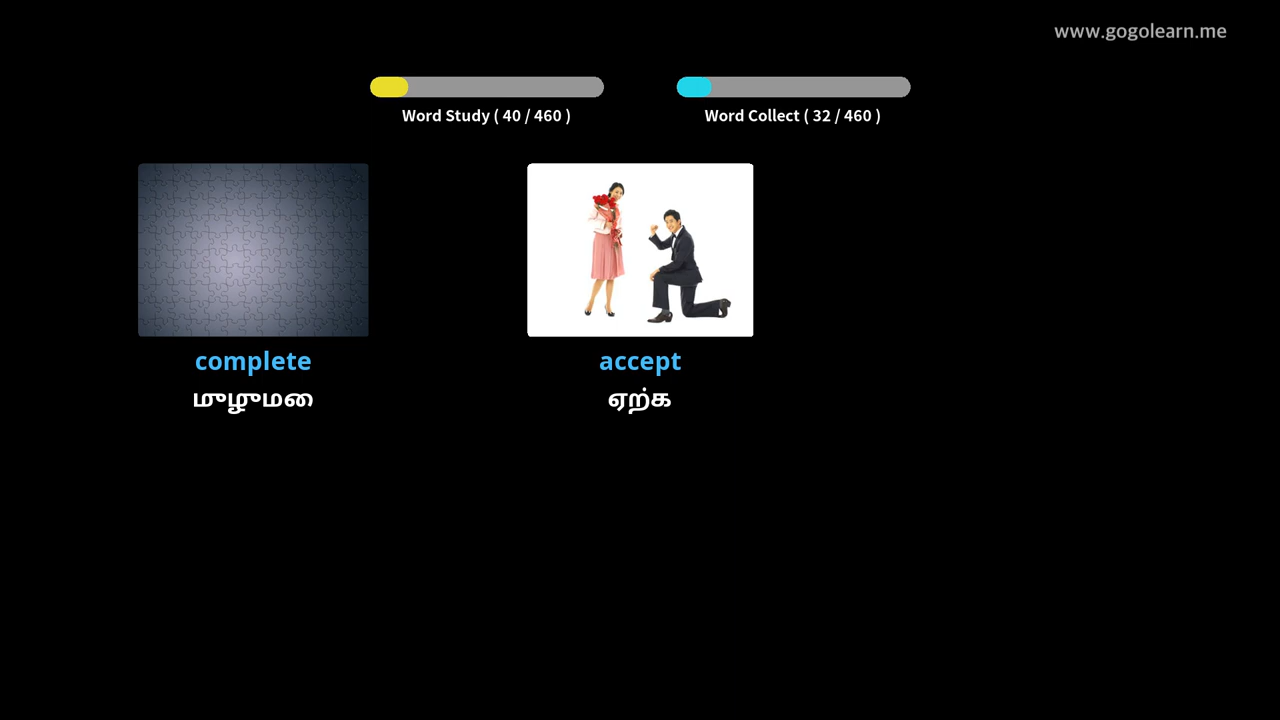 www.gogolearn.me
Word Study ( 40 / 460 )
Word Collect ( 32 / 460 )
complete
முழுமை
accept
ஏற்க